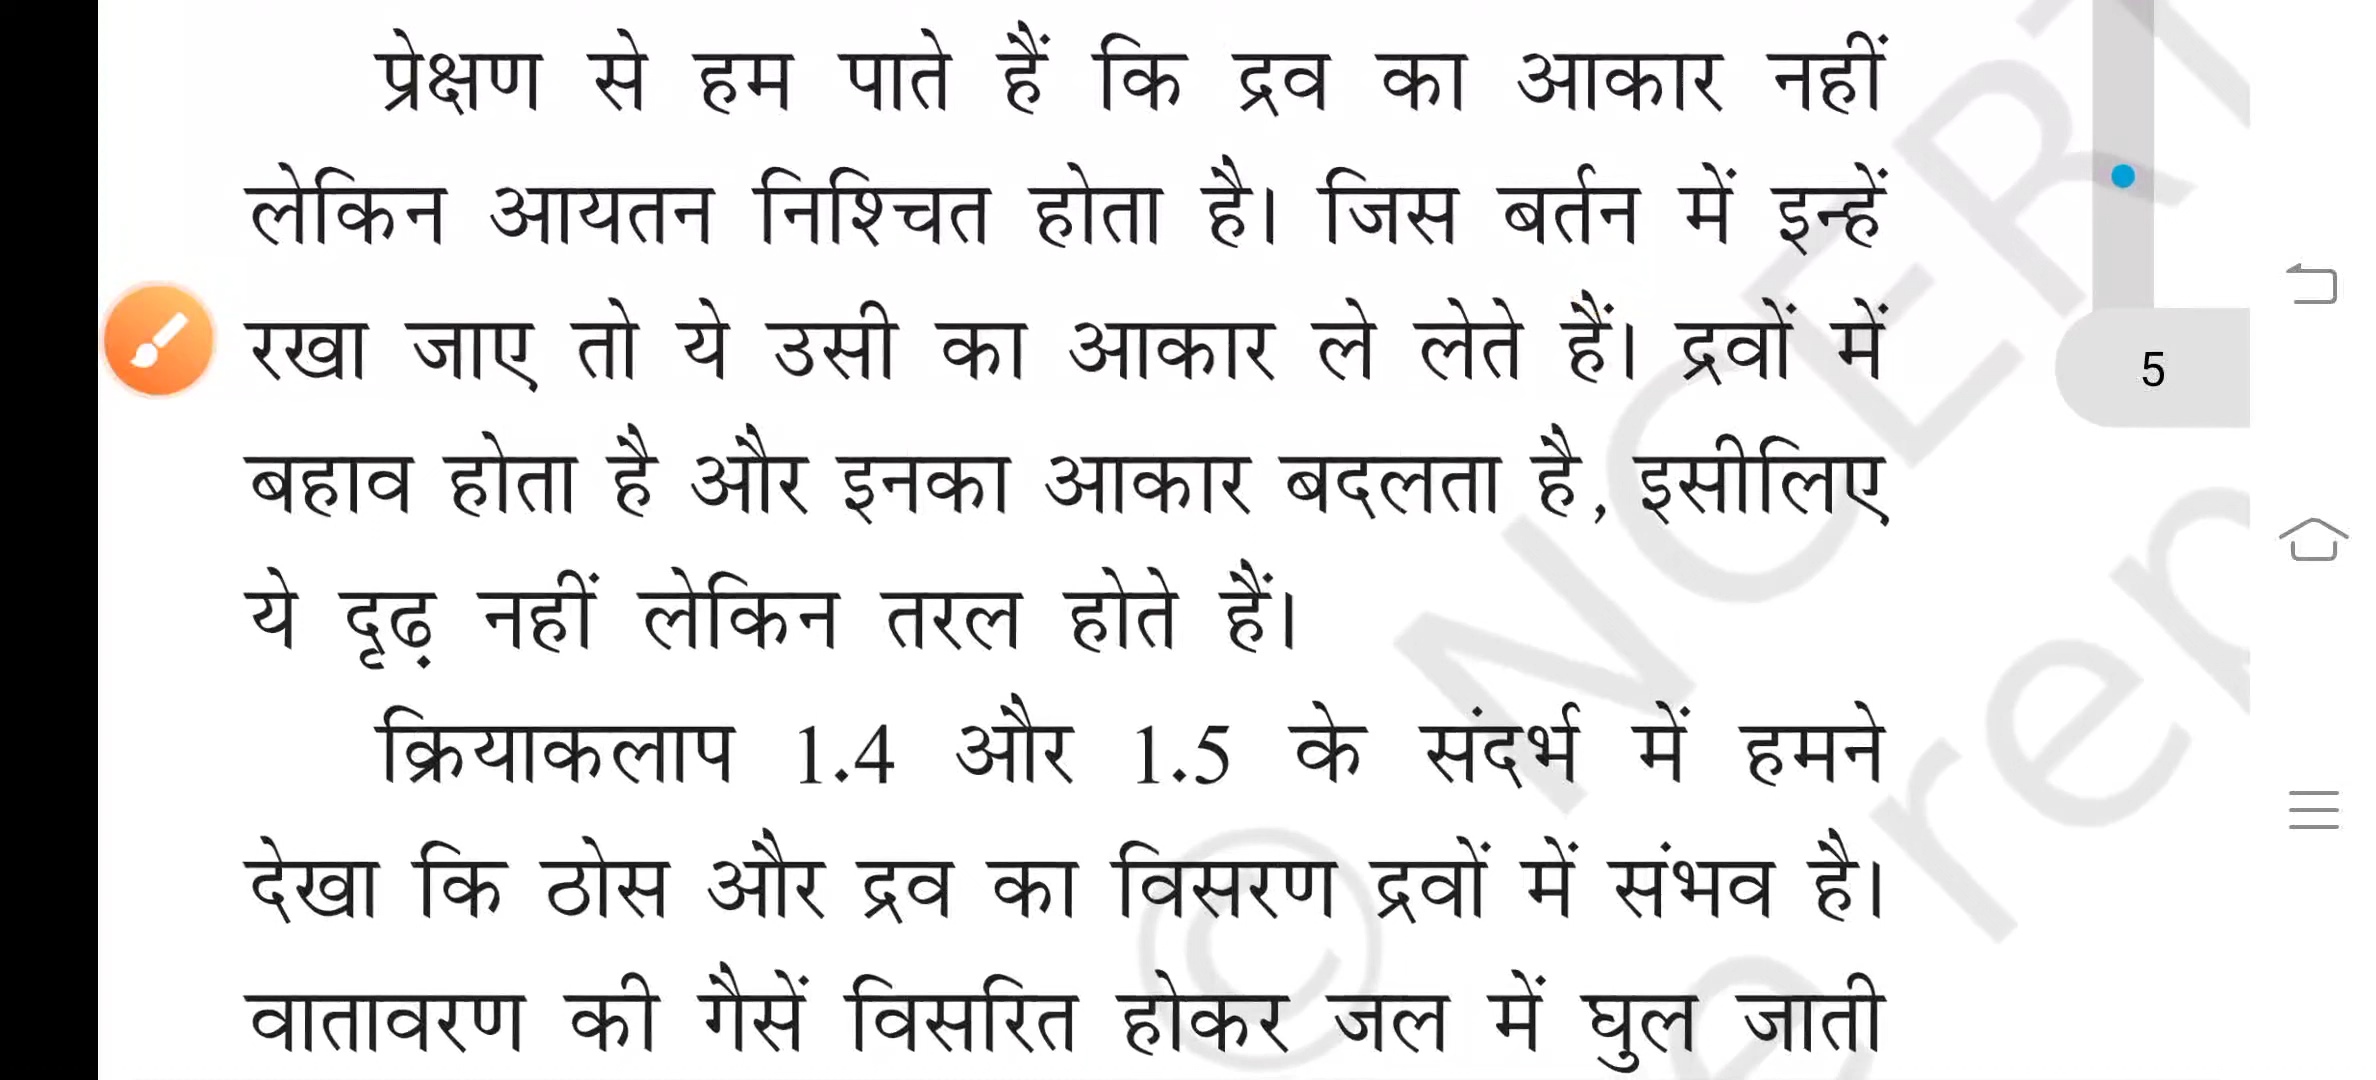 प्रेक्षण से हम पाते हैं कि द्रव का आकार नहीं
लेकिन आयतन निश्चित होता है। जिस बर्तन में इन्हें
रखा जाए तो ये उसी का आकार ले लेते हैं। द्रवों में
5
बहाव होता है और इनका आकार बदलता है, इसीलिए
ये दृढ़ नहीं लेकिन तरल होते हैं।
क्रियाकलाप 1.4 और 1.5 के संदर्भ में हमने
देखा कि ठोस और द्रव का विसरण द्रवों में संभव है।
वातावरण की गैसें विसरित होकर जल में घुल जाती
© NCERT
e rep